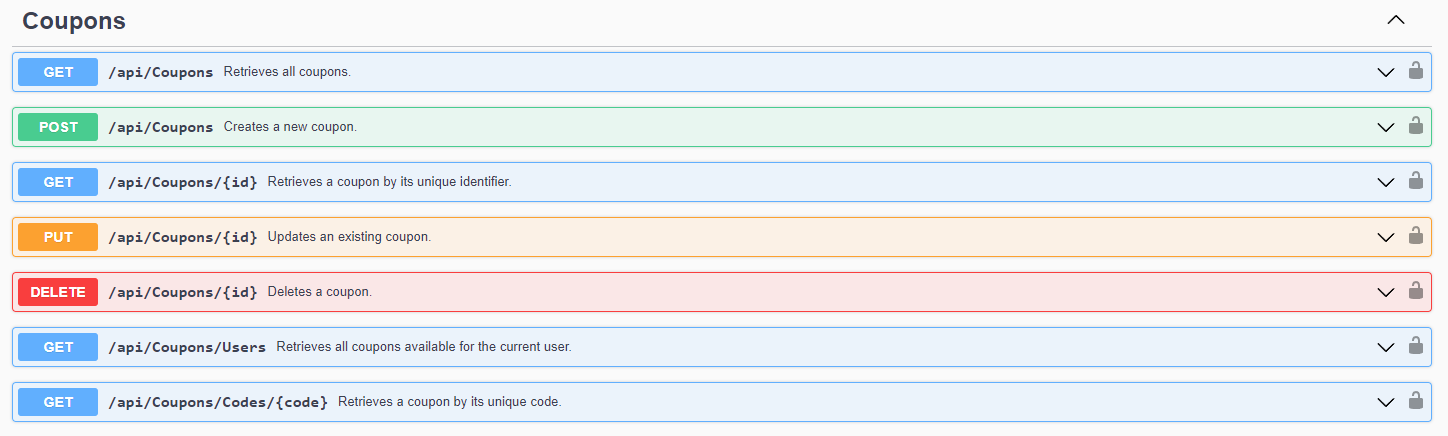 Coupons
GET /api/Coupons Retrieves all coupons.
POST /api/Coupons Creates a new coupon.
GET /api/Coupons/{id} Retrieves a coupon by its unique identifier.
PUT /api/Coupons/{id} Updates an existing coupon.
DELETE /api/Coupons/{id} Deletes a coupon.
GET /api/Coupons/Users Retrieves all coupons available for the current user.
GET /api/Coupons/Codes/{code} Retrieves a coupon by its unique code.